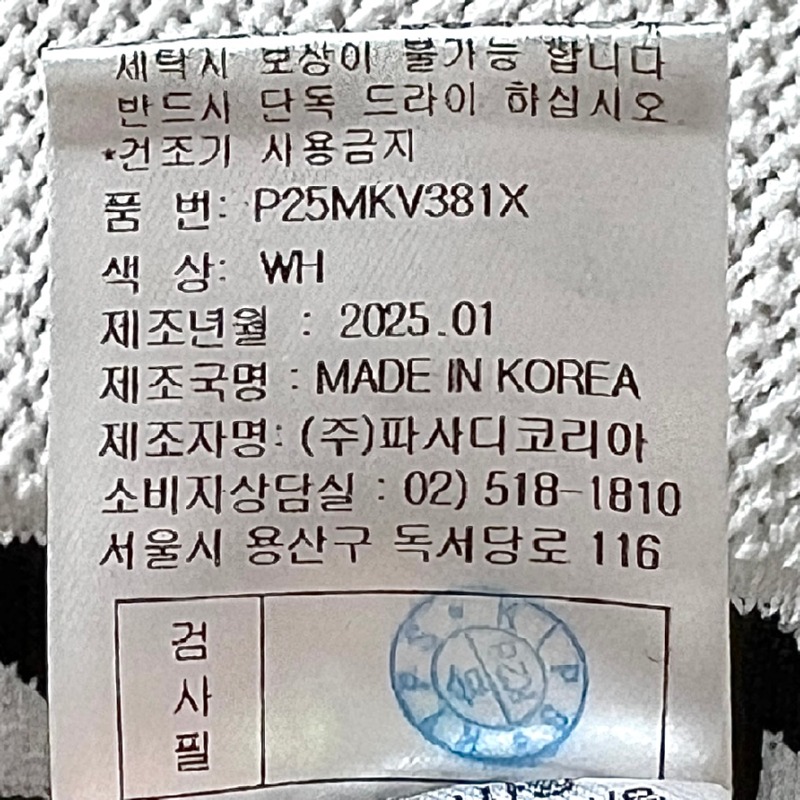 세탁시 보상이 불가능 합니다
반드시 단독 드라이 하십시오
*건조기 사용금지
품 번: P25MKV381X
색 상: WH
제조년월 : 2025.01
제조국명 : MADE IN KOREA
제조자명: (주)파사디코리아
소비자상담실 : 02) 518-1810
서울시 용산구 독서당로 116
검
사
필